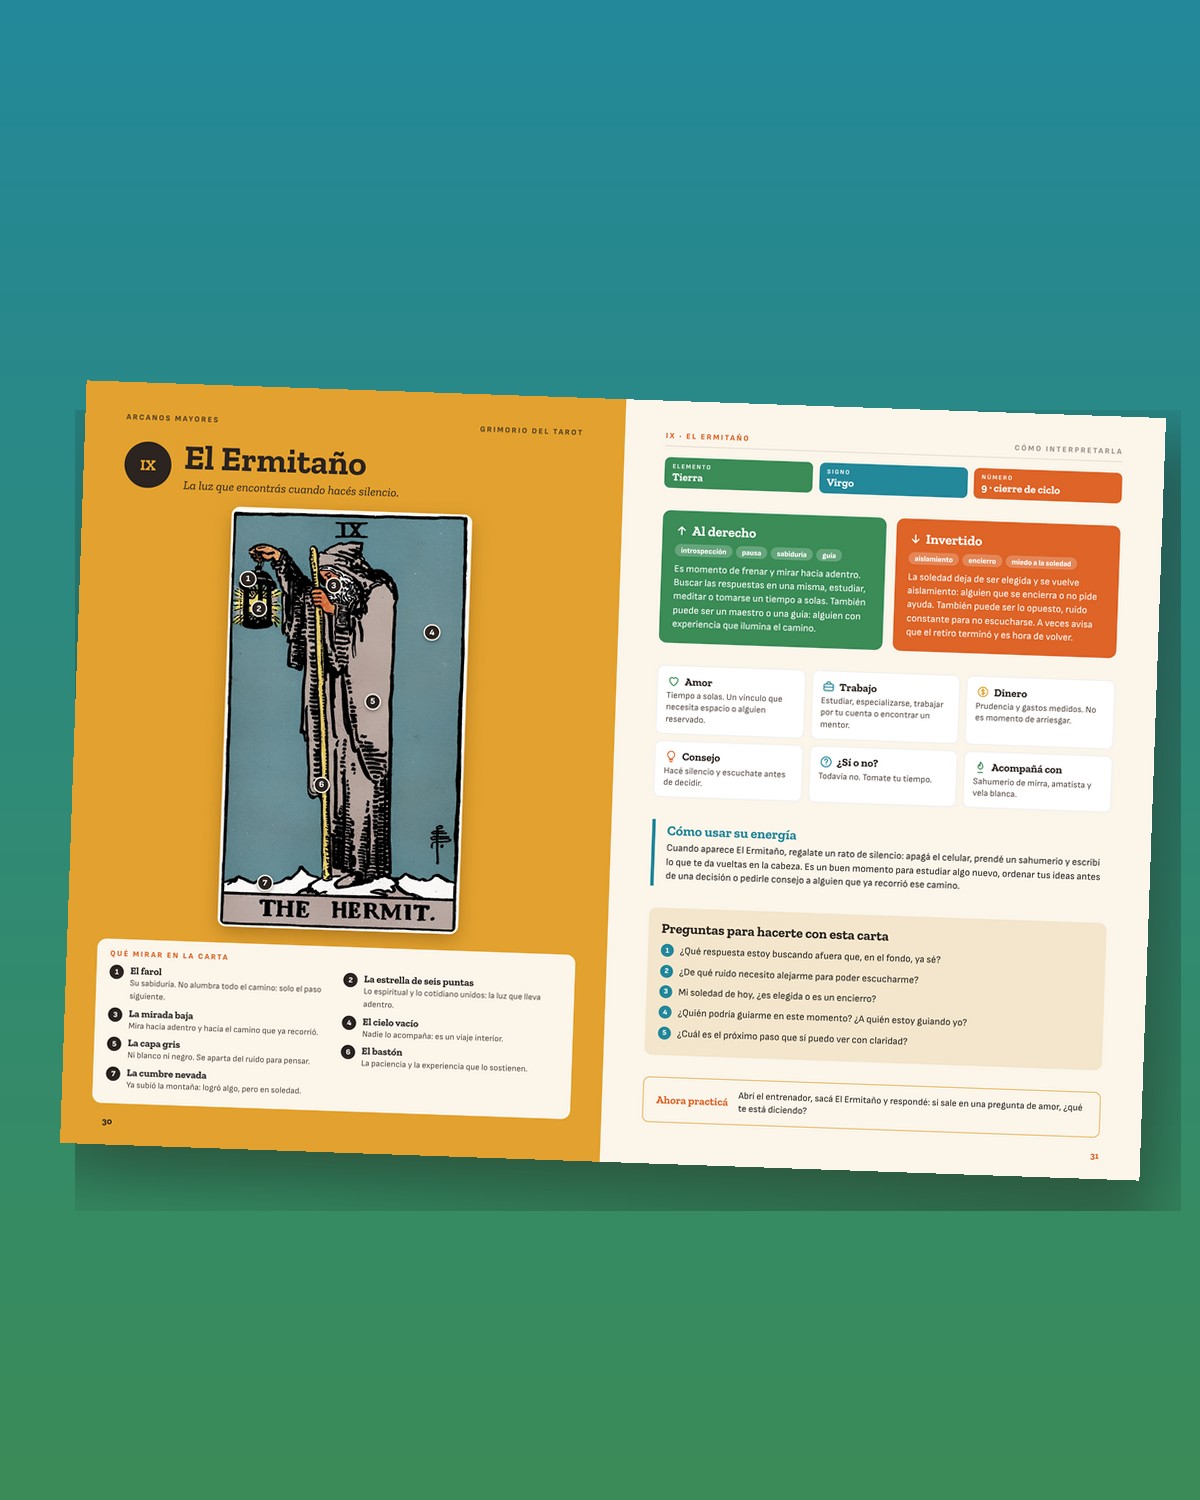 ARCANOS MAYORES
GRIMORIO DEL TAROT
IX
El Ermitaño
La luz que encontrás cuando hacés silencio.
IX
1
2
3
4
5
6
7
THE HERMIT.
QUÉ MIRAR EN LA CARTA
1 El farol
Su sabiduría. No alumbra todo el camino: solo el paso
siguiente.
2 La estrella de seis puntas
Lo espiritual y lo cotidiano unidos: la luz que lleva
adentro.
3 La mirada baja
Mira hacia adentro y hacia el camino que ya recorrió.
4 El cielo vacío
Nadie lo acompaña: es un viaje interior.
5 La capa gris
Ni blanco ni negro. Se aparta del ruido para pensar.
6 El bastón
La paciencia y la experiencia que lo sostienen.
7 La cumbre nevada
Ya subió la montaña: logró algo, pero en soledad.
30
IX · EL ERMITAÑO
CÓMO INTERPRETARLA
ELEMENTO
Tierra
SIGNO
Virgo
NÚMERO
9 · cierre de ciclo
↑ Al derecho
introspección pausa sabiduría guía
Es momento de frenar y mirar hacia adentro.
Buscar las respuestas en una misma, estudiar,
meditar o tomarse un tiempo a solas. También
puede ser un maestro o una guía: alguien con
experiencia que ilumina el camino.
↓ Invertido
aislamiento encierro miedo a la soledad
La soledad deja de ser elegida y se vuelve
aislamiento: alguien que se encierra o no pide
ayuda. También puede ser lo opuesto, ruido
constante para no escucharse. A veces avisa
que el retiro terminó y es hora de volver.
Amor
Tiempo a solas. Un vínculo que
necesita espacio o alguien
reservado.
Trabajo
Estudiar, especializarse, trabajar
por tu cuenta o encontrar un
mentor.
Dinero
Prudencia y gastos medidos. No
es momento de arriesgar.
Consejo
Hacé silencio y escuchate antes
de decidir.
¿Sí o no?
Todavía no. Tomate tu tiempo.
Acompañá con
Sahumerio de mirra, amatista y
vela blanca.
Cómo usar su energía
Cuando aparece El Ermitaño, regalate un rato de silencio: apagá el celular, prendé un sahumerio y escribí
lo que te da vueltas en la cabeza. Es un buen momento para estudiar algo nuevo, ordenar tus ideas antes
de una decisión o pedirle consejo a alguien que ya recorrió ese camino.
Preguntas para hacerte con esta carta
1 ¿Qué respuesta estoy buscando afuera que, en el fondo, ya sé?
2 ¿De qué ruido necesito alejarme para poder escucharme?
3 Mi soledad de hoy, ¿es elegida o es un encierro?
4 ¿Quién podría guiarme en este momento? ¿A quién estoy guiando yo?
5 ¿Cuál es el próximo paso que sí puedo ver con claridad?
Ahora practicá
Abrí el entrenador, sacá El Ermitaño y respondé: si sale en una pregunta de amor, ¿qué
te está diciendo?
31